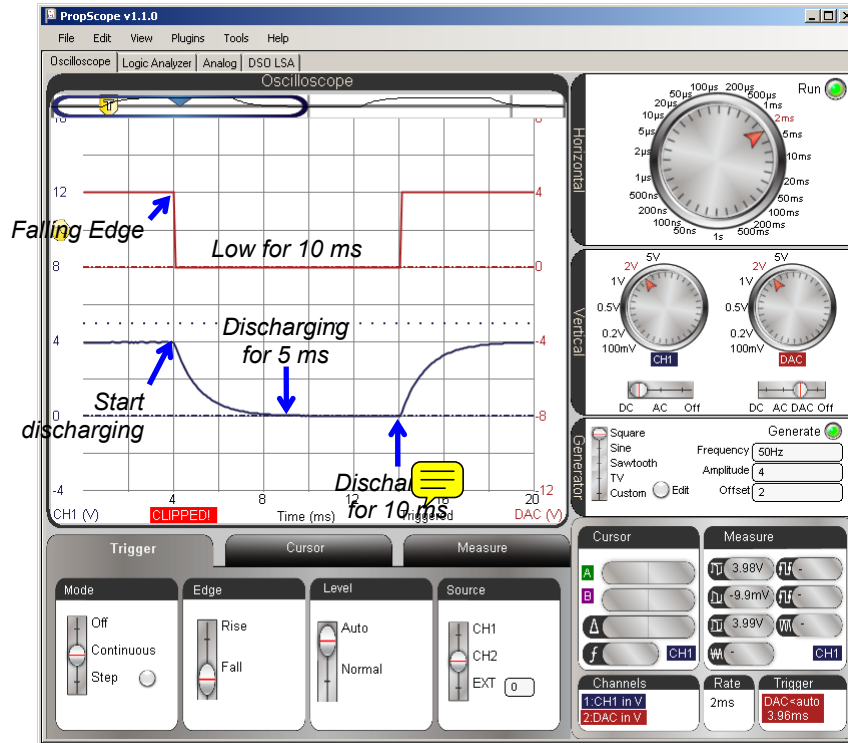 PropScope v1.1.0
File Edit View Plugins Tools Help
Oscilloscope Logic Analyzer Analog DSO LSA
Oscilloscope
T
16
12
8
4
0
-4
8
4
0
-4
-8
-12
Falling Edge
Low for 10 ms
Discharging
for 5 ms
Start
discharging
for 10 ms
4 8 12 16 20
CH1 (V) CLIPPED! Time (ms) Triggered DAC (V)
Horizontal
Run
50ns
100ns
200ns
500ns
1µs
2µs
5µs
10µs
20µs
50µs
100µs
200µs
500µs
1ms
2ms
5ms
10ms
20ms
50ms
100ms
200ms
500ms
1s
Vertical
5V
2V
1V
0.5V
0.2V
100mV
CH1
DC AC Off
5V
2V
1V
0.5V
0.2V
100mV
DAC
DC AC DAC Off
Generator
Square
Sine
Sawtooth
TV
Custom Edit
Generate
Frequency 50Hz
Amplitude 4
Offset 2
Trigger Cursor Measure
Mode
Off
Continuous
Step
Edge
Rise
Fall
Level
Auto
Normal
Source
CH1
CH2
EXT 0
Cursor
A
B
Δ
f CH1
Measure
3.98V -
-9.9mV -
3.99V -
-
CH1
Channels
1:CH1 in V
2:DAC in V
Rate
2ms
Trigger
DAC<auto
3.96ms